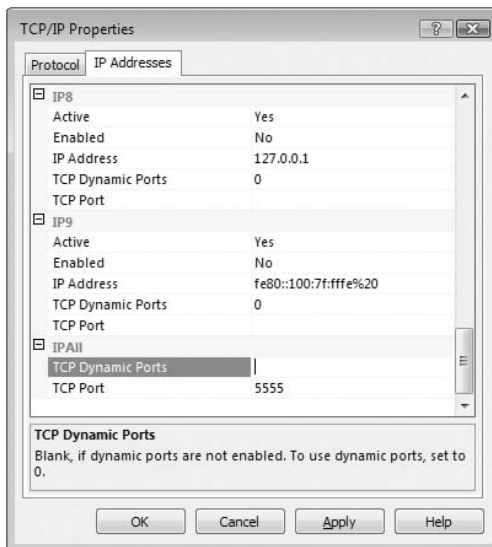 TCP/IP Properties
Protocol
IP Addresses
IP8
Active Yes
Enabled No
IP Address 127.0.0.1
TCP Dynamic Ports 0
TCP Port
IP9
Active Yes
Enabled No
IP Address fe80::100:7f:fffe%20
TCP Dynamic Ports 0
TCP Port
IPAll
TCP Dynamic Ports
TCP Port 5555
TCP Dynamic Ports
Blank, if dynamic ports are not enabled. To use dynamic ports, set to
0.
OK Cancel Apply Help